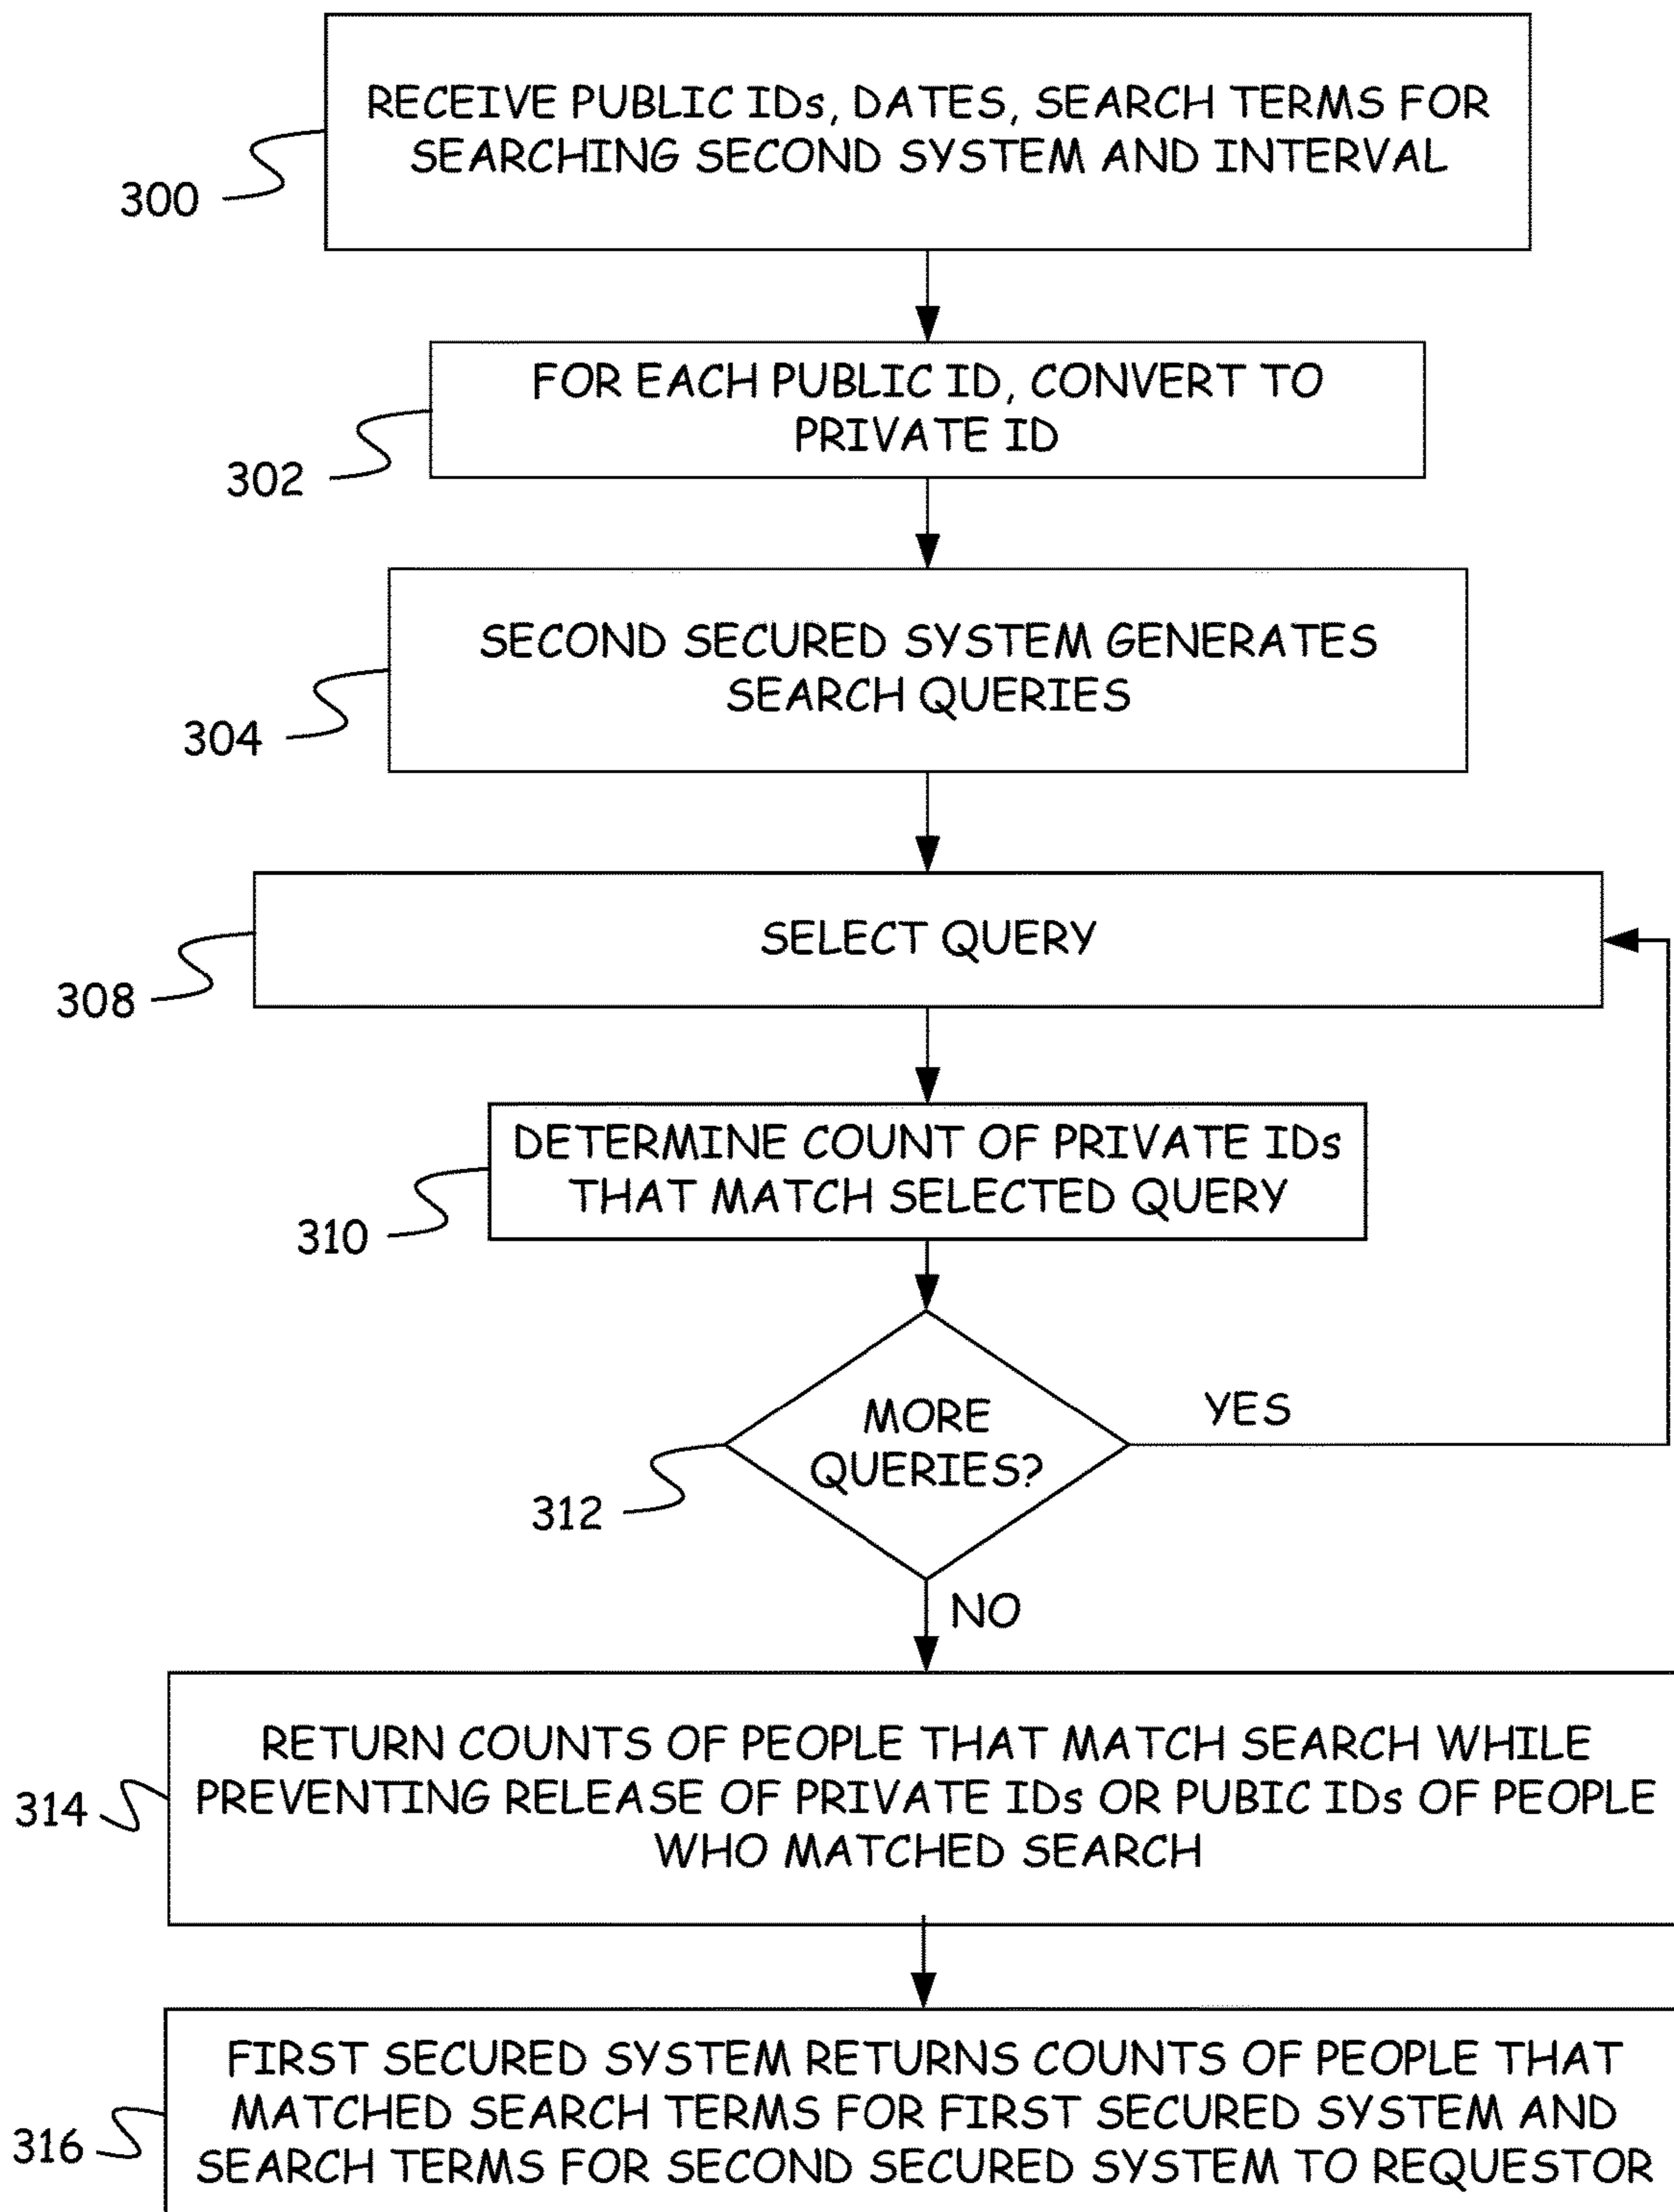 RECEIVE PUBLIC IDs, DATES, SEARCH TERMS FOR
SEARCHING SECOND SYSTEM AND INTERVAL
300
FOR EACH PUBLIC ID, CONVERT TO
PRIVATE ID
302
SECOND SECURED SYSTEM GENERATES
SEARCH QUERIES
304
SELECT QUERY
308
DETERMINE COUNT OF PRIVATE IDs
THAT MATCH SELECTED QUERY
310
MORE
QUERIES?
YES
312
NO
RETURN COUNTS OF PEOPLE THAT MATCH SEARCH WHILE
PREVENTING RELEASE OF PRIVATE IDs OR PUBIC IDs OF PEOPLE
WHO MATCHED SEARCH
314
FIRST SECURED SYSTEM RETURNS COUNTS OF PEOPLE THAT
MATCHED SEARCH TERMS FOR FIRST SECURED SYSTEM AND
SEARCH TERMS FOR SECOND SECURED SYSTEM TO REQUESTOR
316